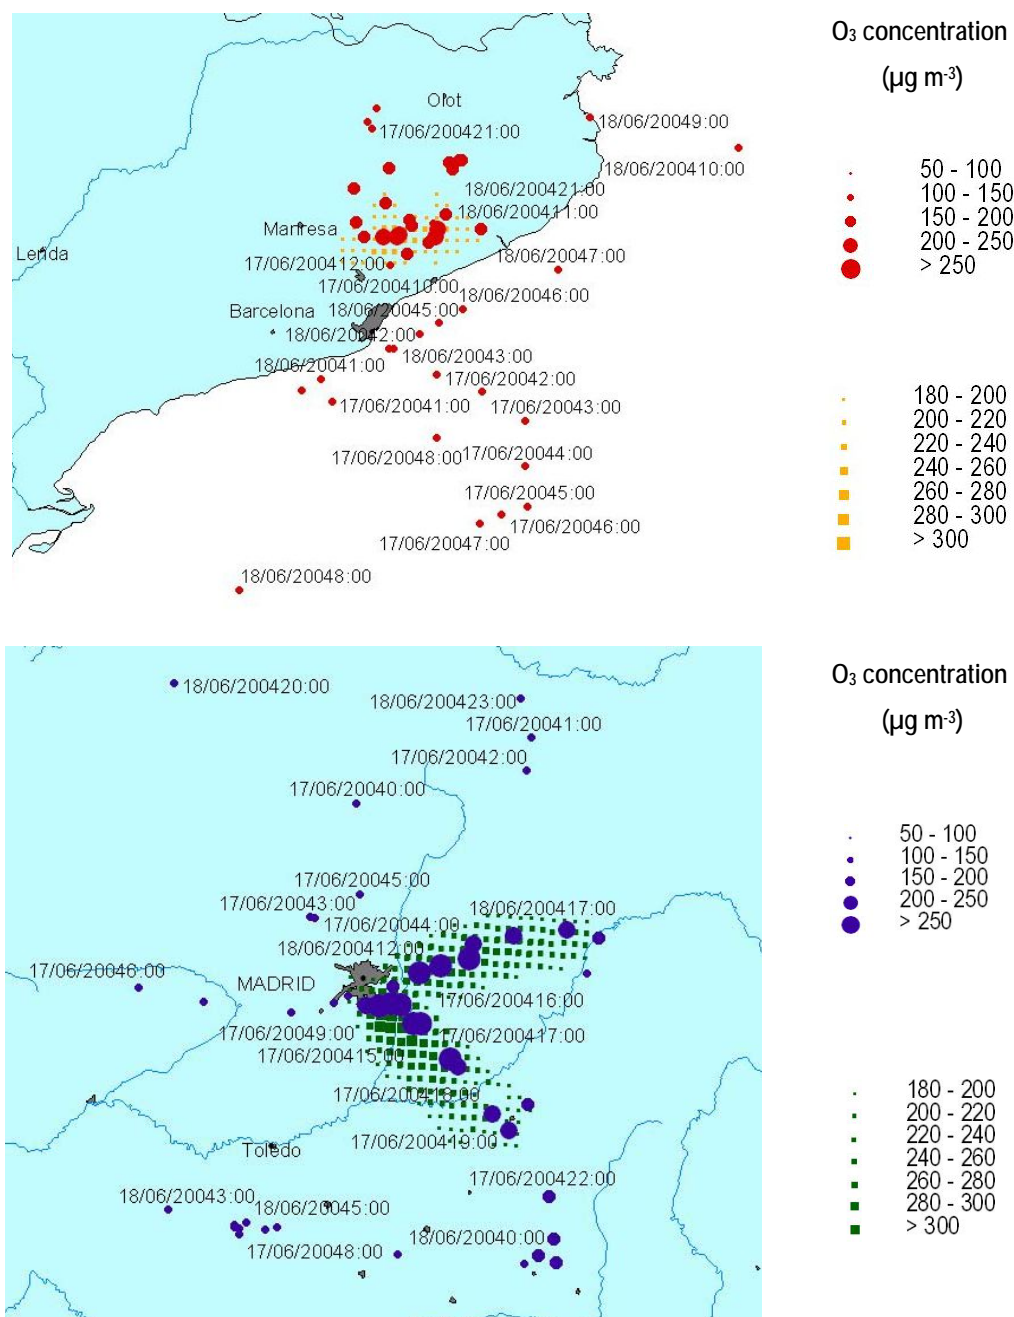 O₃ concentration
(µg m⁻³)
Olot
17/06/200421:00
18/06/20049:00
50 - 100
18/06/200410:00
100 - 150
18/06/200421:00
150 - 200
18/06/200411:00
200 - 250
Manresa
> 250
Lerida
17/06/200412:00
18/06/20047:00
17/06/200410:00
18/06/20046:00
Barcelona
18/06/20045:00
18/06/20042:00
18/06/20043:00
18/06/20041:00
17/06/20042:00
17/06/20041:00
17/06/20043:00
180 - 200
200 - 220
220 - 240
240 - 260
260 - 280
280 - 300
> 300
17/06/20048:00
17/06/20044:00
17/06/20045:00
17/06/20046:00
17/06/20047:00
18/06/20048:00
O₃ concentration
(µg m⁻³)
18/06/200420:00
18/06/200423:00
17/06/20041:00
17/06/20042:00
17/06/20040:00
50 - 100
100 - 150
150 - 200
200 - 250
> 250
17/06/20045:00
17/06/20043:00
18/06/200417:00
17/06/20044:00
18/06/200412:00
17/06/20046:00
MADRID
17/06/200416:00
17/06/20049:00
17/06/200417:00
17/06/200415:00
17/06/200418:00
17/06/200419:00
Toledo
180 - 200
200 - 220
220 - 240
240 - 260
260 - 280
280 - 300
> 300
17/06/200422:00
18/06/20043:00
18/06/20045:00
18/06/20040:00
17/06/20048:00